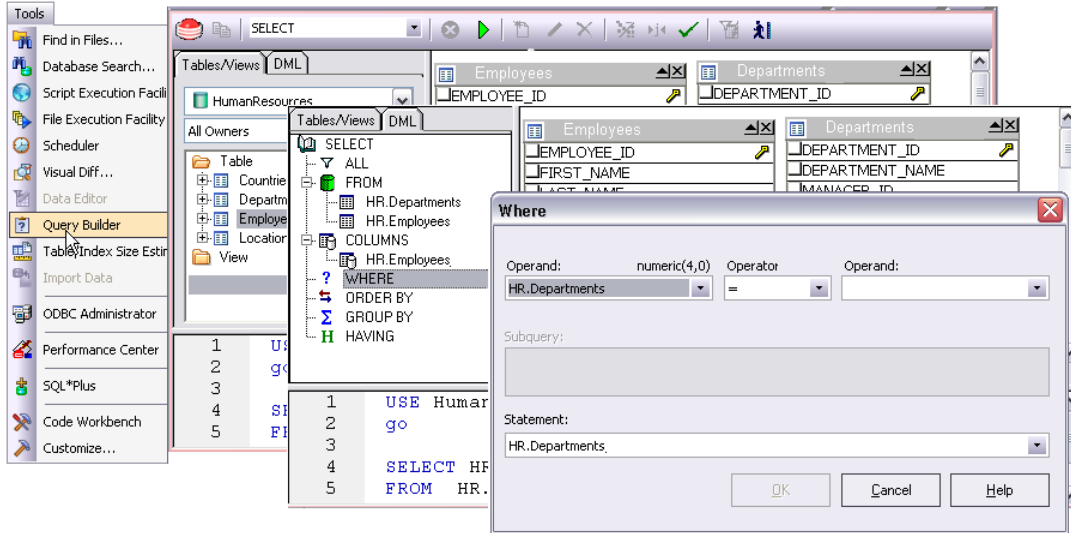 Tools
Find in Files...
Database Search...
Script Execution Facili
File Execution Facility
Scheduler
Visual Diff...
Data Editor
Query Builder
Table/Index Size Estir
Import Data
ODBC Administrator
Performance Center
SQL*Plus
Code Workbench
Customize...
SELECT
Tables/Views DML
HumanResources
All Owners
Table
Countrie
Departm
Employe
Location
View
Employees
EMPLOYEE_ID
Departments
DEPARTMENT_ID
1
2
go
3
4
5
Tables/Views DML
SELECT
ALL
FROM
HR.Departments
HR.Employees
COLUMNS
HR.Employees
WHERE
ORDER BY
GROUP BY
HAVING
1 USE Humar
2 go
3
4 SELECT HR
5 FROM HR.
Employees
EMPLOYEE_ID
FIRST_NAME
LAST_NAME
Departments
DEPARTMENT_ID
DEPARTMENT_NAME
MANAGER_ID
Where
Operand: numeric(4,0) Operator Operand:
HR.Departments =
Subquery:
Statement:
HR.Departments
OK Cancel Help